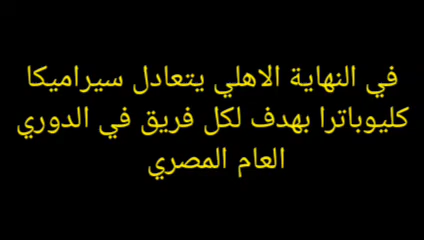 في النهاية الاهلي يتعادل سيراميكا
كليوباترا بهدف لكل فريق في الدوري
العام المصري